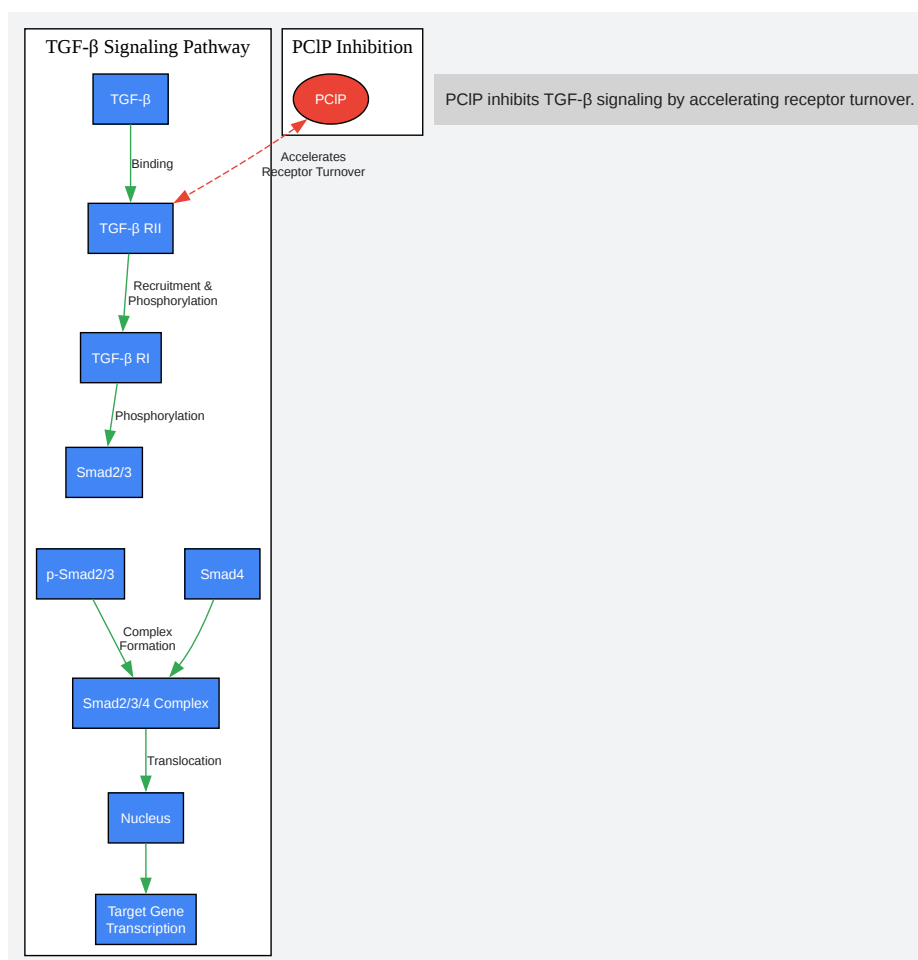 TGF-β Signaling Pathway
PClP Inhibition
TGF-β
PClP
PClP inhibits TGF-β signaling by accelerating receptor turnover.
Binding
Accelerates
Receptor Turnover
TGF-β RII
Recruitment &
Phosphorylation
TGF-β RI
Phosphorylation
Smad2/3
p-Smad2/3
Smad4
Complex
Formation
Smad2/3/4 Complex
Translocation
Nucleus
Target Gene
Transcription